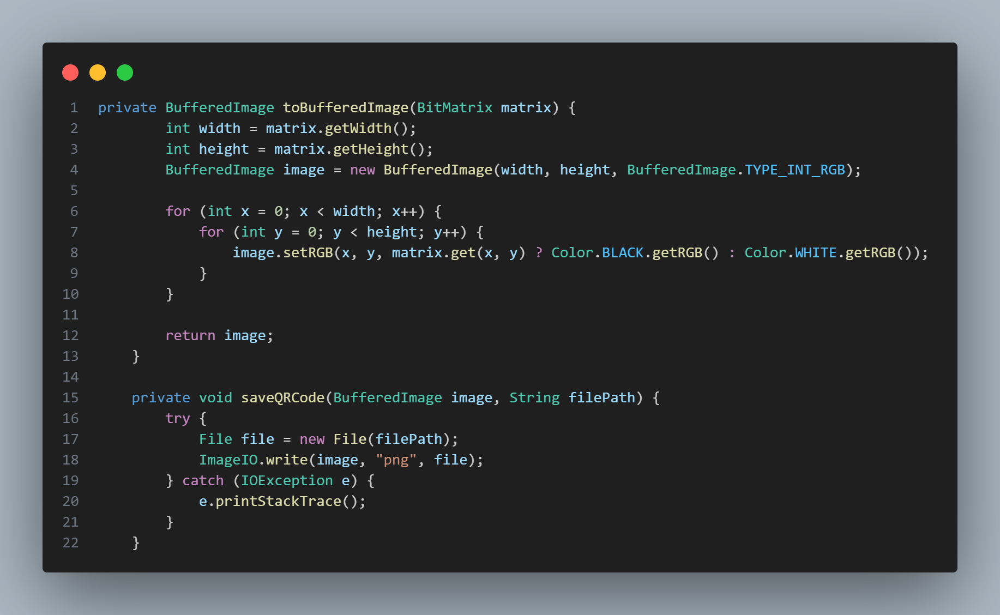 1 private BufferedImage toBufferedImage(BitMatrix matrix) {
2         int width = matrix.getWidth();
3         int height = matrix.getHeight();
4         BufferedImage image = new BufferedImage(width, height, BufferedImage.TYPE_INT_RGB);
5
6         for (int x = 0; x < width; x++) {
7             for (int y = 0; y < height; y++) {
8                 image.setRGB(x, y, matrix.get(x, y) ? Color.BLACK.getRGB() : Color.WHITE.getRGB());
9             }
10         }
11
12         return image;
13     }
14
15     private void saveQRCode(BufferedImage image, String filePath) {
16         try {
17             File file = new File(filePath);
18             ImageIO.write(image, "png", file);
19         } catch (IOException e) {
20             e.printStackTrace();
21         }
22     }